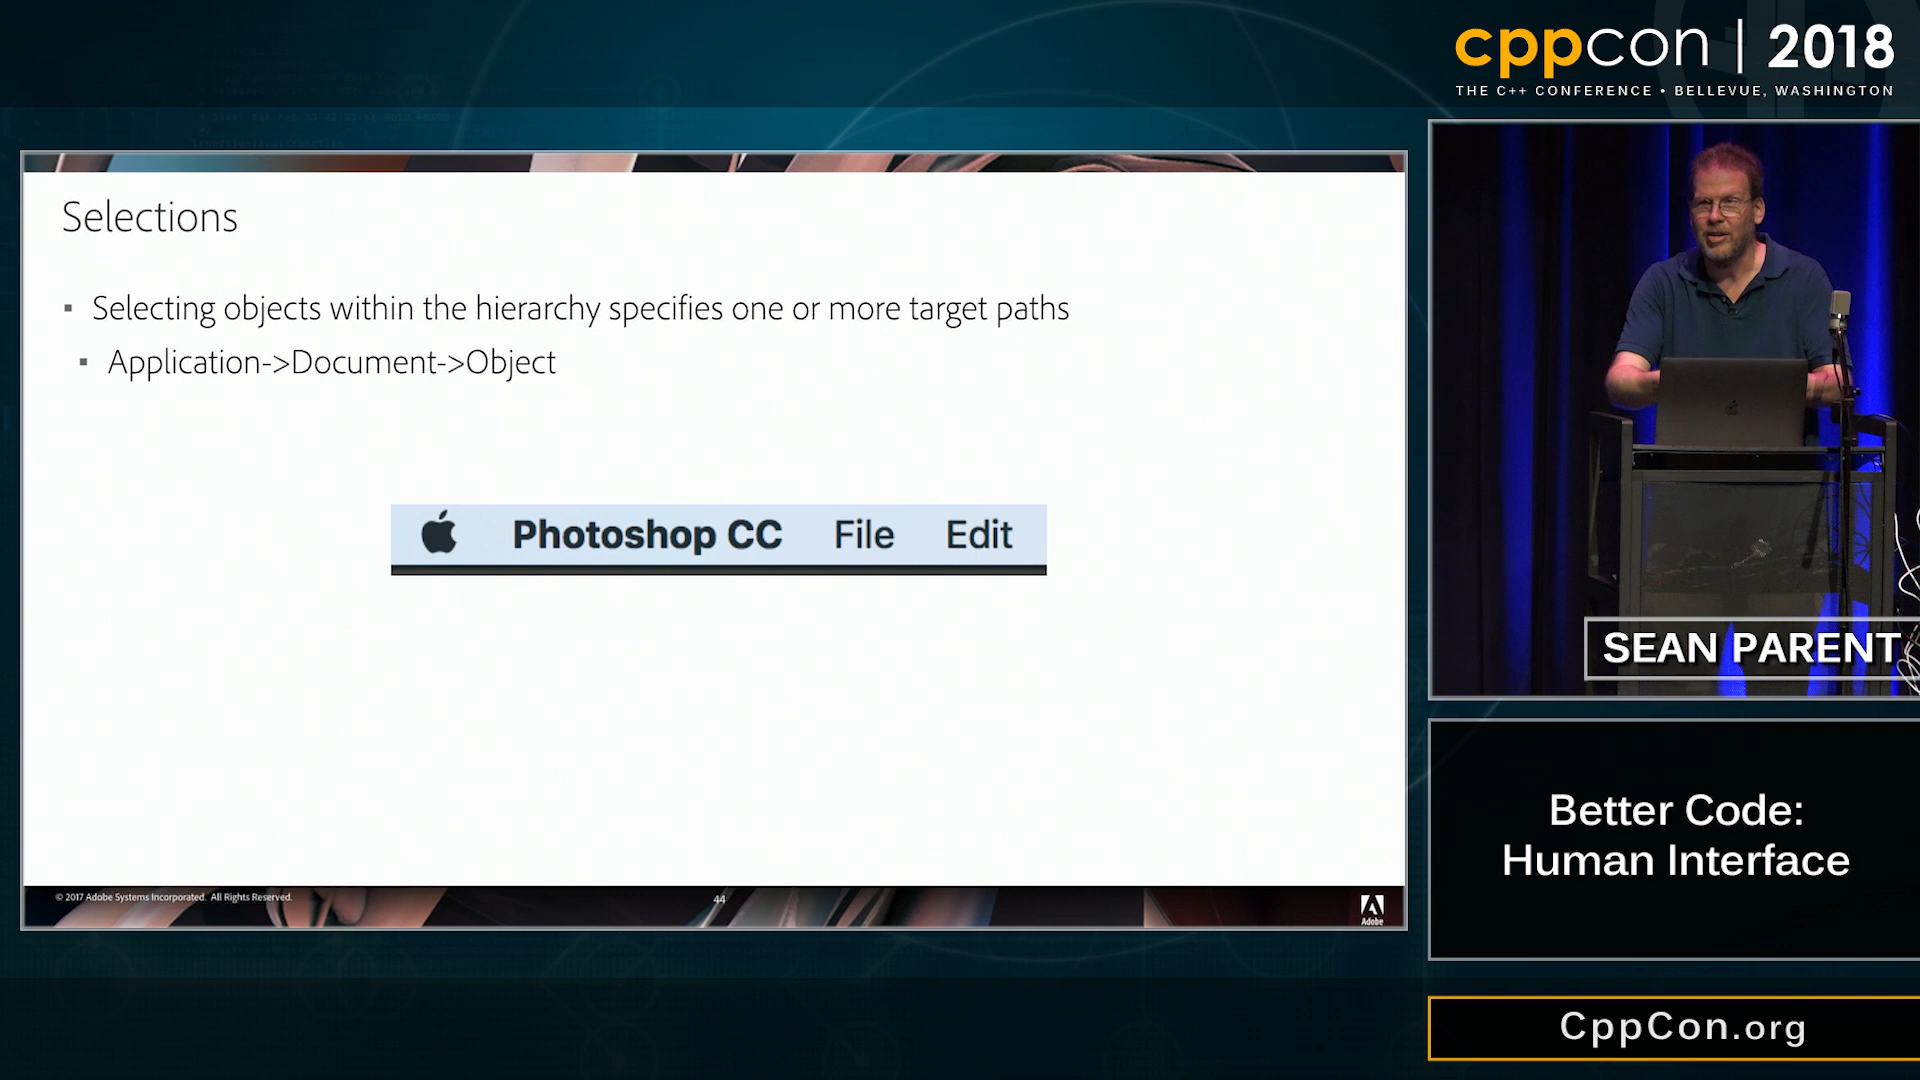 cppcon | 2018
THE C++ CONFERENCE • BELLEVUE, WASHINGTON
Selections
▪ Selecting objects within the hierarchy specifies one or more target paths
▪ Application->Document->Object
Photoshop CC File Edit
© 2017 Adobe Systems Incorporated. All Rights Reserved.
44
Adobe
SEAN PARENT
Better Code:
Human Interface
CppCon.org